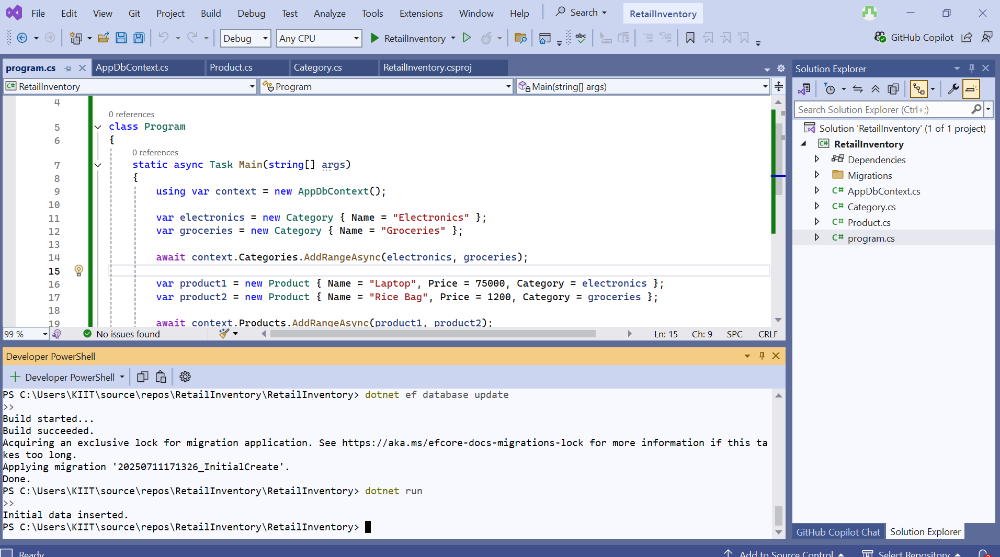 File Edit View Git Project Build Debug Test Analyze Tools Extensions Window Help Search RetailInventory
Debug Any CPU RetailInventory abc GitHub Copilot
program.cs AppDbContext.cs Product.cs Category.cs RetailInventory.csproj
C# RetailInventory Program Main(string[] args)
4
0 references
5 class Program
6 {
0 references
7 static async Task Main(string[] args)
8 {
9 using var context = new AppDbContext();
10
11 var electronics = new Category { Name = "Electronics" };
12 var groceries = new Category { Name = "Groceries" };
13
14 await context.Categories.AddRangeAsync(electronics, groceries);
15
16 var product1 = new Product { Name = "Laptop", Price = 75000, Category = electronics };
17 var product2 = new Product { Name = "Rice Bag", Price = 1200, Category = groceries };
18
19 await context.Products.AddRangeAsync(product1, product2);
99 % No issues found Ln: 15 Ch: 9 SPC CRLF
Developer PowerShell
Developer PowerShell
PS C:\Users\KIIT\source\repos\RetailInventory\RetailInventory> dotnet ef database update
>>
Build started...
Build succeeded.
Acquiring an exclusive lock for migration application. See https://aka.ms/efcore-docs-migrations-lock for more information if this ta
kes too long.
Applying migration '20250711171326_InitialCreate'.
Done.
PS C:\Users\KIIT\source\repos\RetailInventory\RetailInventory> dotnet run
>>
Initial data inserted.
PS C:\Users\KIIT\source\repos\RetailInventory\RetailInventory>
Solution Explorer
Search Solution Explorer (Ctrl+;)
Solution 'RetailInventory' (1 of 1 project)
C# RetailInventory
Dependencies
Migrations
C# AppDbContext.cs
C# Category.cs
C# Product.cs
C# program.cs
GitHub Copilot Chat Solution Explorer
Ready Add to Source Control Select Repository